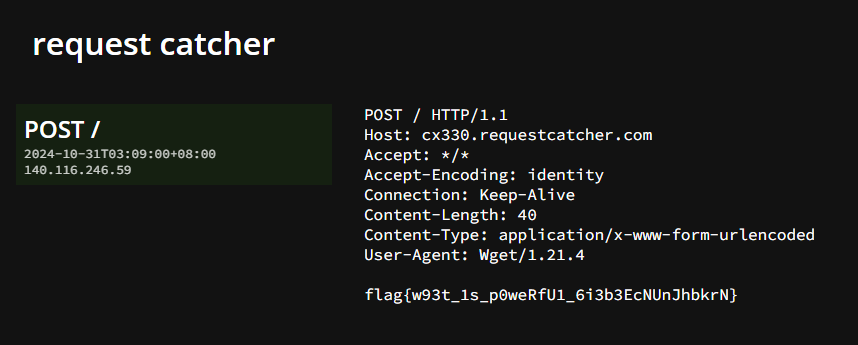 request catcher
POST /
2024-10-31T03:09:00+08:00
140.116.246.59
POST / HTTP/1.1
Host: cx330.requestcatcher.com
Accept: */*
Accept-Encoding: identity
Connection: Keep-Alive
Content-Length: 40
Content-Type: application/x-www-form-urlencoded
User-Agent: Wget/1.21.4
flag{w93t_1s_p0weRfU1_6i3b3EcNUnJhbkrN}